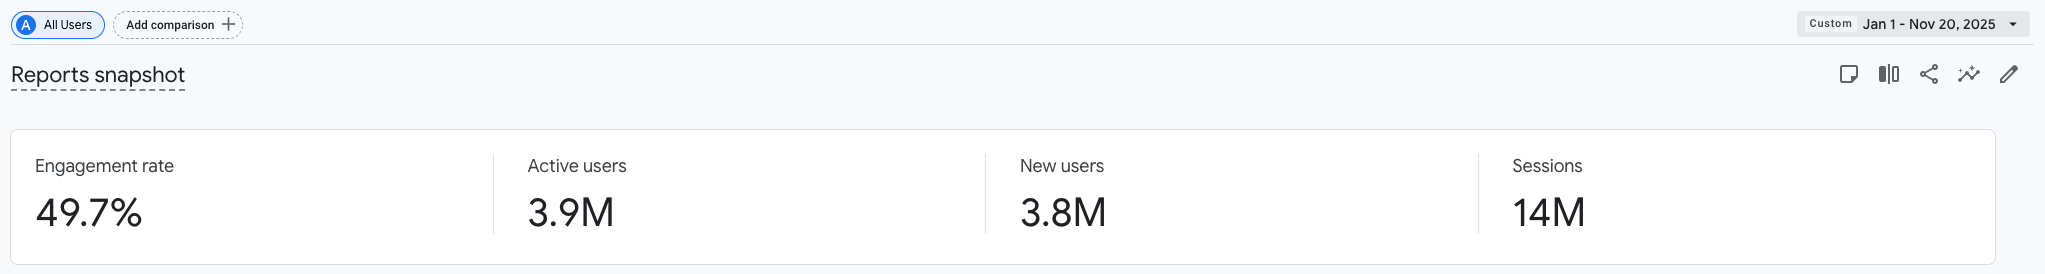 A All Users Add comparison + Custom Jan 1 - Nov 20, 2025
Reports snapshot
Engagement rate Active users New users Sessions
49.7% 3.9M 3.8M 14M